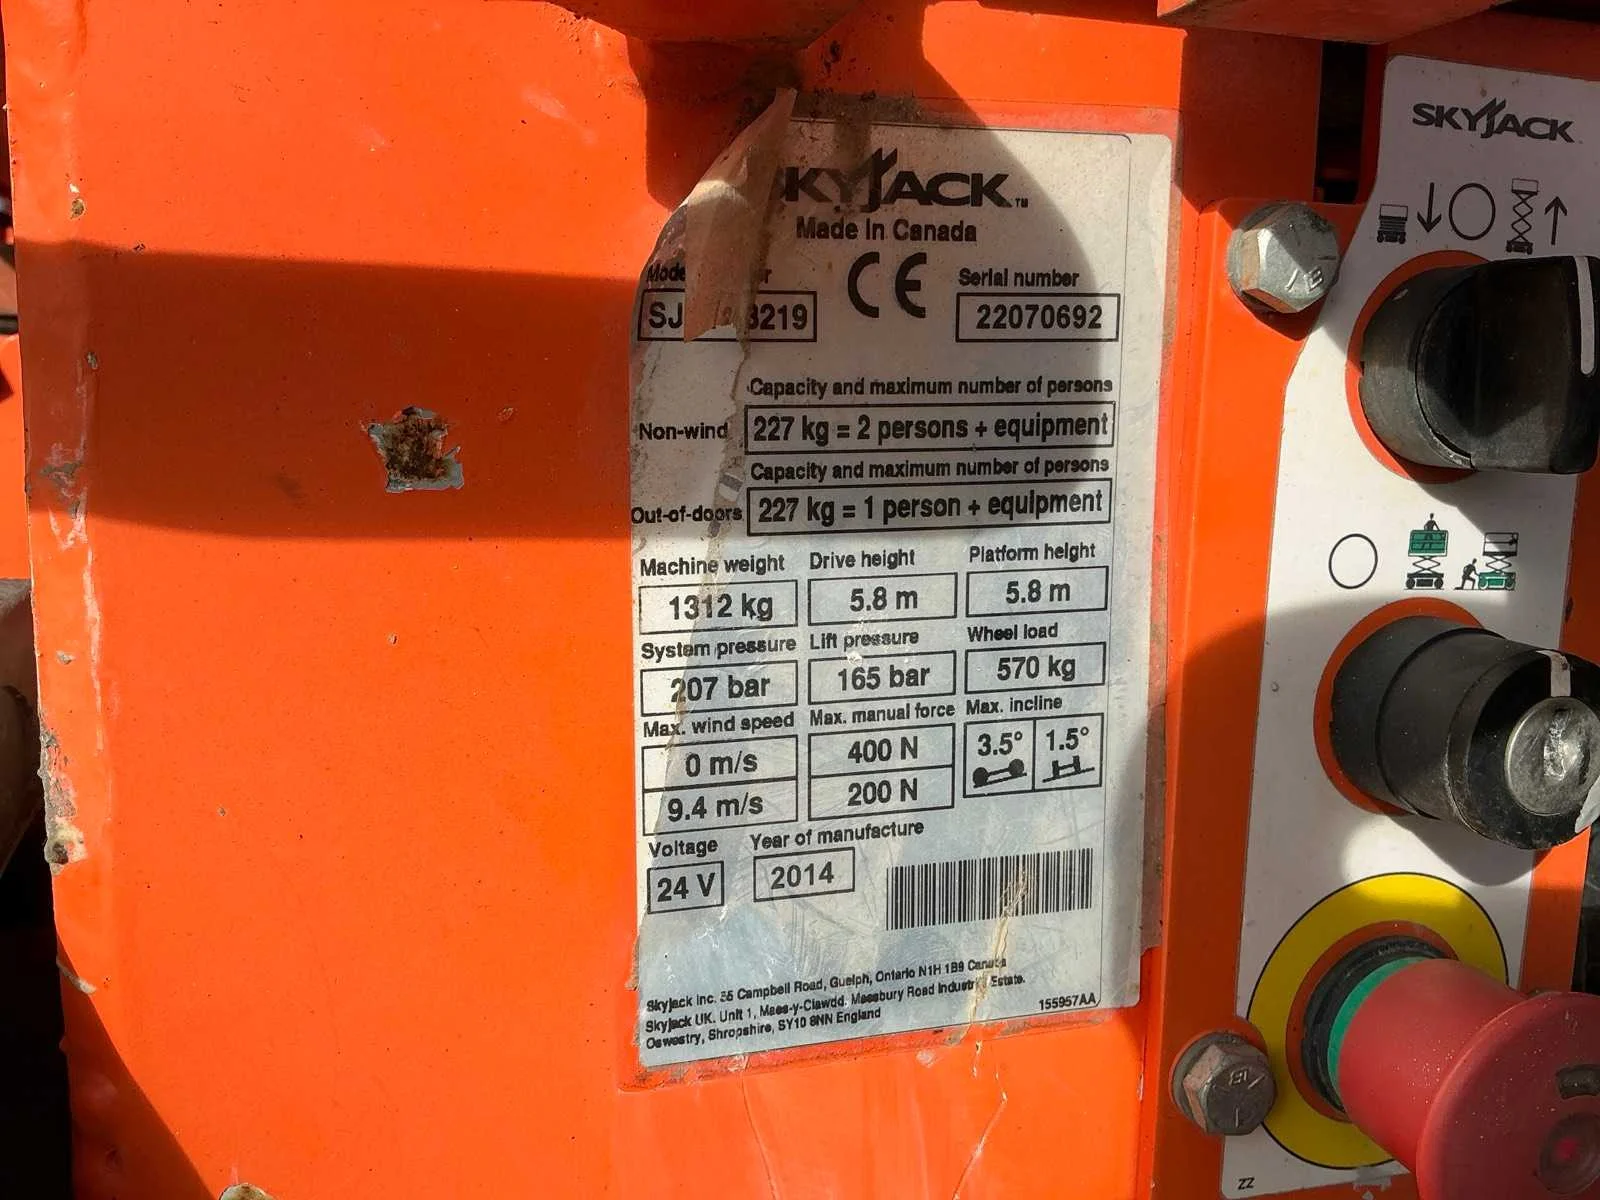 SKYJACK
KYJACK™
Made In Canada
CE
Serial number
SJ 3219
22070692
Capacity and maximum number of persons
Non-wind
227 kg = 2 persons + equipment
Capacity and maximum number of persons
Out-of-doors
227 kg = 1 person + equipment
Machine weight Drive height Platform height
1312 kg 5.8 m 5.8 m
System pressure Lift pressure Wheel load
207 bar 165 bar 570 kg
Max. wind speed Max. manual force Max. incline
0 m/s 400 N 3.5° 1.5°
9.4 m/s 200 N
Voltage Year of manufacture
24 V 2014
Skyjack Inc. 55 Campbell Road, Guelph, Ontario N1H 1B9 Canada
Skyjack UK. Unit 1, Maes-y-Clawdd, Maesbury Road Industrial Estate.
Oswestry, Shropshire, SY10 8NN England
155957AA
ZZ